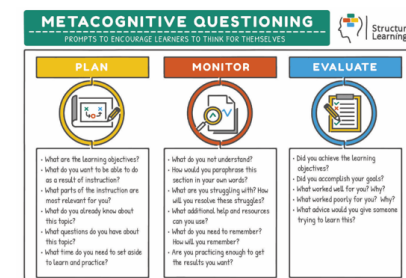 METACOGNITIVE QUESTIONING
PROMPTS TO ENCOURAGE LEARNERS TO THINK FOR THEMSELVES
Structur
Learning
PLAN
• What are the learning objectives?
• What do you want to be able to do
as a result of instruction?
• What parts of the instruction are
most relevant for you?
• What do you already know about
this topic?
• What questions do you have about
this topic?
• What time do you need to set aside
to learn and practice?
MONITOR
• What do you not understand?
• How would you paraphrase this
section in your own words?
• What are you struggling with? How
will you resolve these struggles?
• What additional help and resources
can you use?
• What do you need to remember?
How will you remember?
• Are you practicing enough to get
the results you want?
EVALUATE
• Did you achieve the learning
objectives?
• Did you accomplish your goals?
• What worked well for you? Why?
• What worked poorly for you? Why?
• What advice would you give someone
trying to learn this?